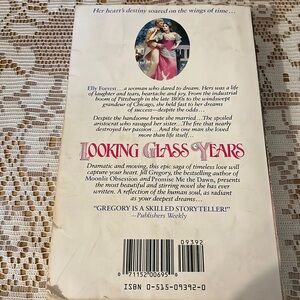 Her heart's destiny soared on the wings of time...
Elly Forrest ... a woman who dared to dream. Hers was a life
of laughter and tears, heartache and joy. From the industrial
boom of Pittsburgh in the late 1800s to the windswept
grandeur of Chicago, she held fast to her dreams
of success—despite the odds...
Despite the handsome brute she married...The spoiled
aristocrat who ravaged her sister...The fire that nearly
destroyed her passion...And the one man she loved
more than life itself...
LOOKING GLASS YEARS
Dramatic and moving, this epic saga of timeless love will
capture your heart. Jill Gregory, the bestselling author of
Moonlit Obsession and Promise Me the Dawn, presents
the most beautiful and stirring novel she has ever
written. A reflection of the human soul, as radiant
as your deepest dreams...
"GREGORY IS A SKILLED STORYTELLER!"
—Publishers Weekly
09392
0
71152 00695
6
ISBN 0-515-09392-0